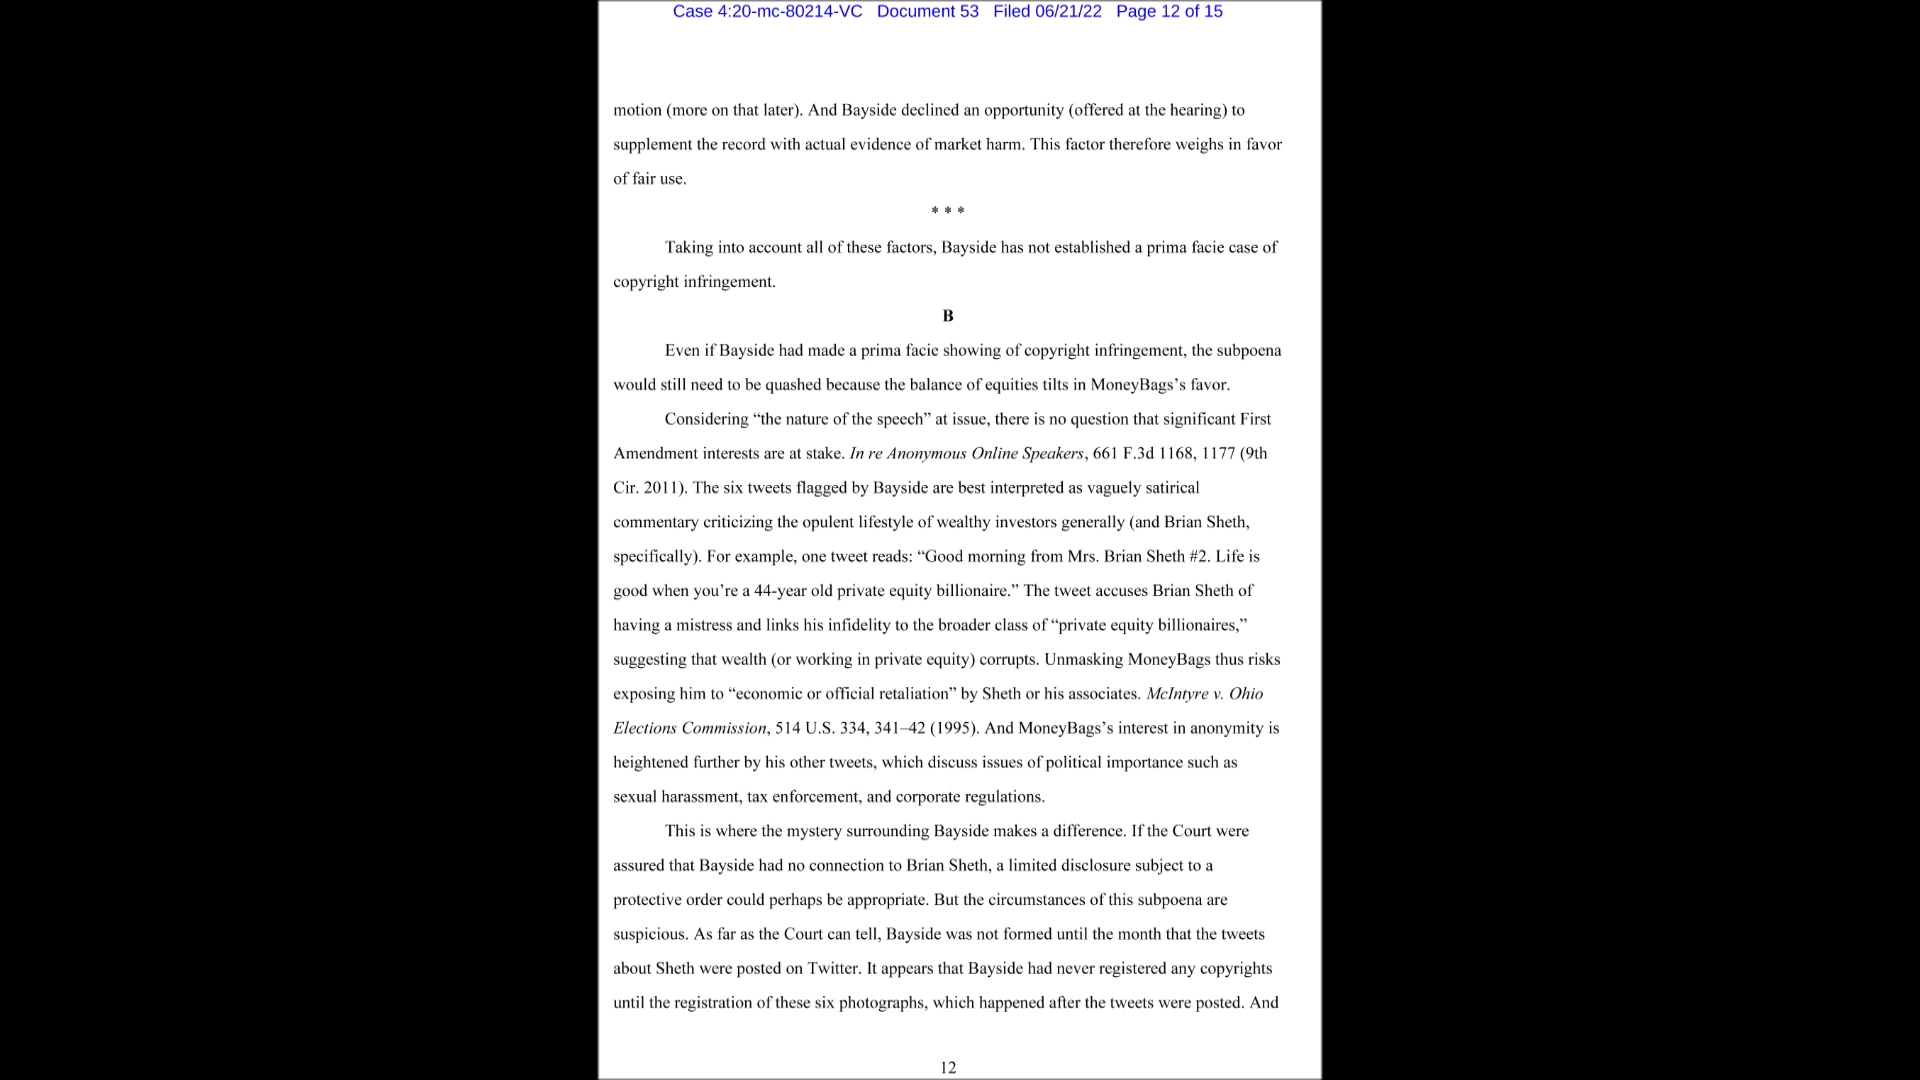 Case 4:20-mc-80214-VC Document 53 Filed 06/21/22 Page 12 of 15
motion (more on that later). And Bayside declined an opportunity (offered at the hearing) to
supplement the record with actual evidence of market harm. This factor therefore weighs in favor
of fair use.
* * *
Taking into account all of these factors, Bayside has not established a prima facie case of
copyright infringement.
B
Even if Bayside had made a prima facie showing of copyright infringement, the subpoena
would still need to be quashed because the balance of equities tilts in MoneyBags’s favor.
Considering “the nature of the speech” at issue, there is no question that significant First
Amendment interests are at stake. In re Anonymous Online Speakers, 661 F.3d 1168, 1177 (9th
Cir. 2011). The six tweets flagged by Bayside are best interpreted as vaguely satirical
commentary criticizing the opulent lifestyle of wealthy investors generally (and Brian Sheth,
specifically). For example, one tweet reads: “Good morning from Mrs. Brian Sheth #2. Life is
good when you’re a 44-year old private equity billionaire.” The tweet accuses Brian Sheth of
having a mistress and links his infidelity to the broader class of “private equity billionaires,”
suggesting that wealth (or working in private equity) corrupts. Unmasking MoneyBags thus risks
exposing him to “economic or official retaliation” by Sheth or his associates. McIntyre v. Ohio
Elections Commission, 514 U.S. 334, 341–42 (1995). And MoneyBags’s interest in anonymity is
heightened further by his other tweets, which discuss issues of political importance such as
sexual harassment, tax enforcement, and corporate regulations.
This is where the mystery surrounding Bayside makes a difference. If the Court were
assured that Bayside had no connection to Brian Sheth, a limited disclosure subject to a
protective order could perhaps be appropriate. But the circumstances of this subpoena are
suspicious. As far as the Court can tell, Bayside was not formed until the month that the tweets
about Sheth were posted on Twitter. It appears that Bayside had never registered any copyrights
until the registration of these six photographs, which happened after the tweets were posted. And
12